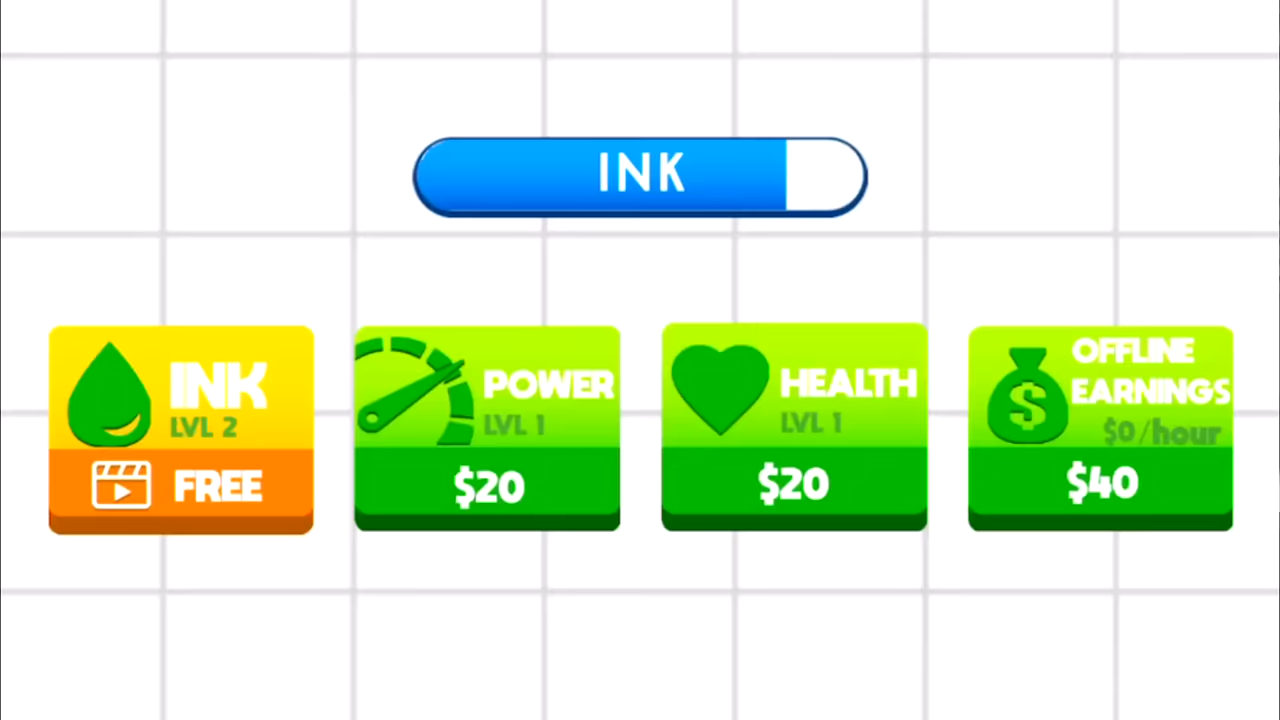 INK
INK
LVL 2
FREE
POWER
LVL 1
$20
HEALTH
LVL 1
$20
OFFLINE
EARNINGS
$0/hour
$40